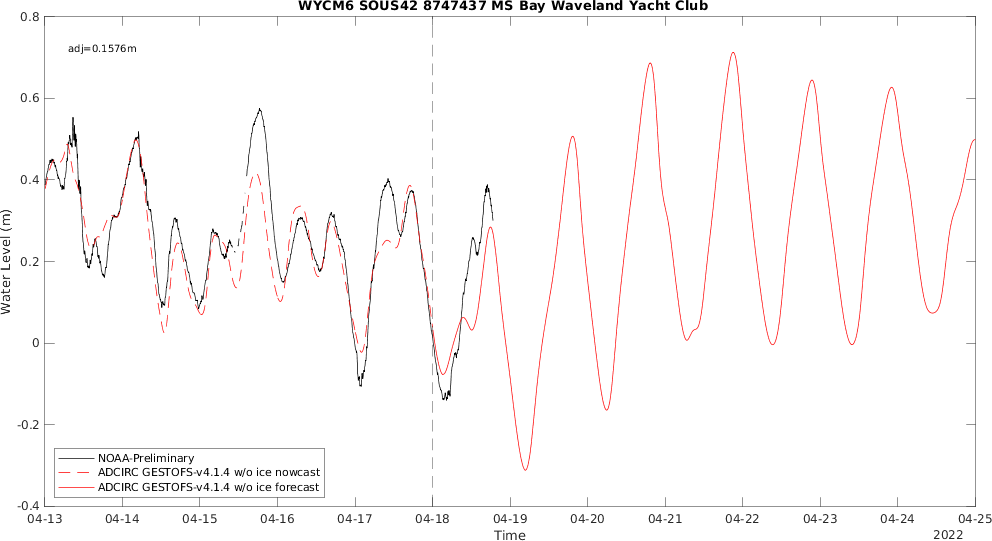 WYCM6 SOUS42 8747437 MS Bay Waveland Yacht Club
adj=0.1576m
0.8
0.6
0.4
0.2
0
-0.2
-0.4
Water Level (m)
NOAA-Preliminary
ADCIRC GESTOFS-v4.1.4 w/o ice nowcast
ADCIRC GESTOFS-v4.1.4 w/o ice forecast
04-13 04-14 04-15 04-16 04-17 04-18 04-19 04-20 04-21 04-22 04-23 04-24 04-25
Time
2022